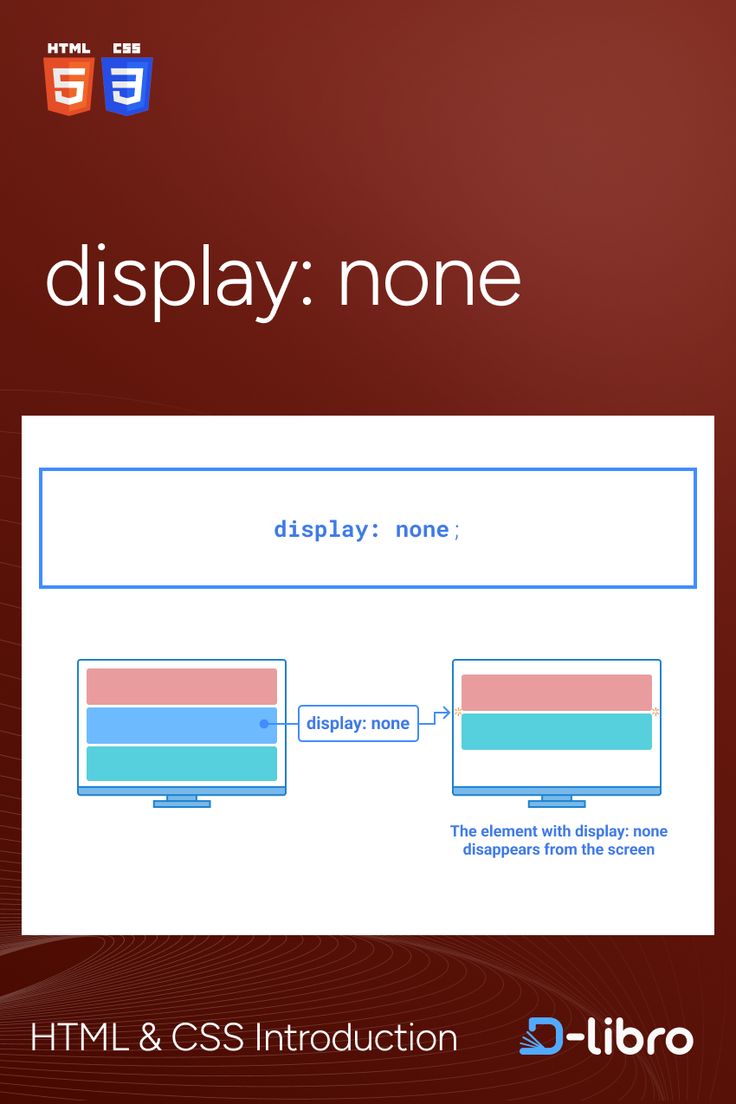 HTML CSS
5 3
display: none
display: none;
display: none
The element with display: none
disappears from the screen
HTML & CSS Introduction
D-libro